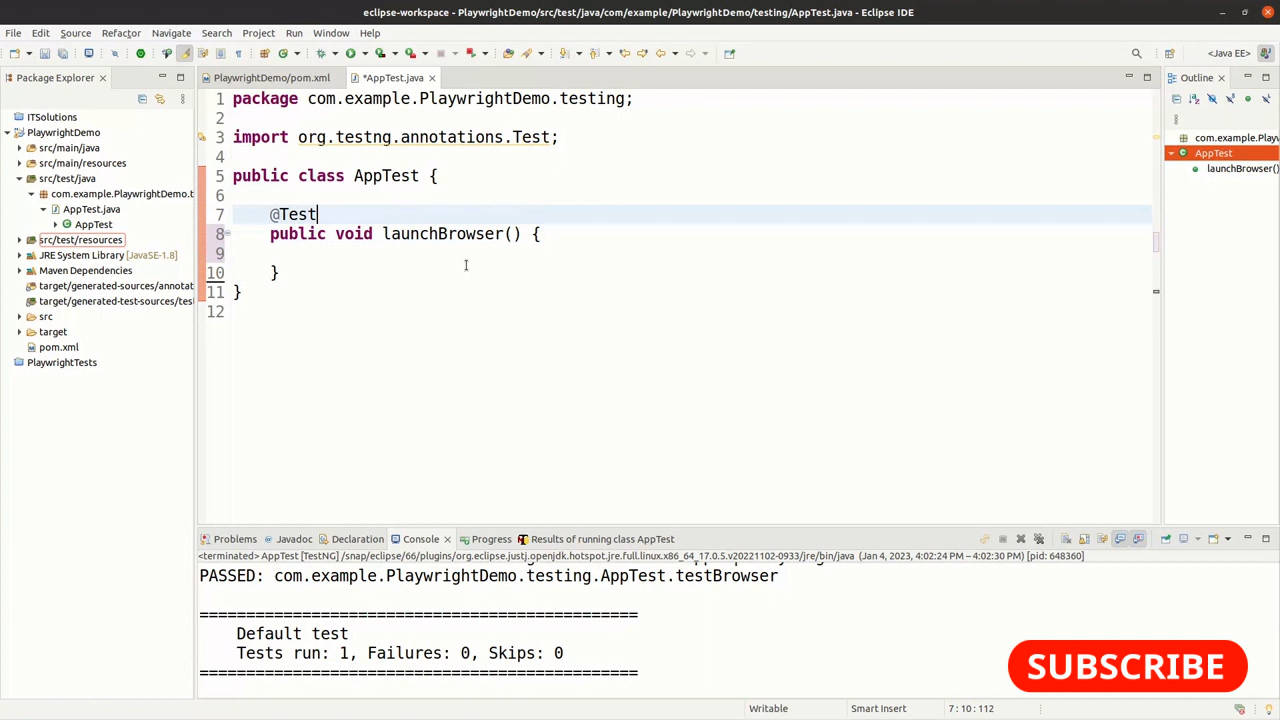 eclipse-workspace - PlaywrightDemo/src/test/java/com/example/PlaywrightDemo/testing/AppTest.java - Eclipse IDE
File Edit Source Refactor Navigate Search Project Run Window Help
<Java EE>
Package Explorer
PlaywrightDemo/pom.xml
*AppTest.java
Outline
ITSolutions
PlaywrightDemo
src/main/java
src/main/resources
src/test/java
com.example.PlaywrightDemo.t
AppTest.java
AppTest
src/test/resources
JRE System Library [JavaSE-1.8]
Maven Dependencies
target/generated-sources/annotat
target/generated-test-sources/test
src
target
pom.xml
PlaywrightTests
1 package com.example.PlaywrightDemo.testing;
2
3 import org.testng.annotations.Test;
4
5 public class AppTest {
6
7 @Test
8 public void launchBrowser() {
9
10 }
11 }
12
com.example.Play
AppTest
launchBrowser()
Problems Javadoc Declaration Console Progress Results of running class AppTest
<terminated> AppTest [TestNG] /snap/eclipse/66/plugins/org.eclipse.justj.openjdk.hotspot.jre.full.linux.x86_64_17.0.5.v20221102-0933/jre/bin/java (Jan 4, 2023, 4:02:24 PM – 4:02:30 PM) [pid: 648360]
PASSED: com.example.PlaywrightDemo.testing.AppTest.testBrowser
===============================================
Default test
Tests run: 1, Failures: 0, Skips: 0
===============================================
SUBSCRIBE
Writable Smart Insert 7 : 10 : 112